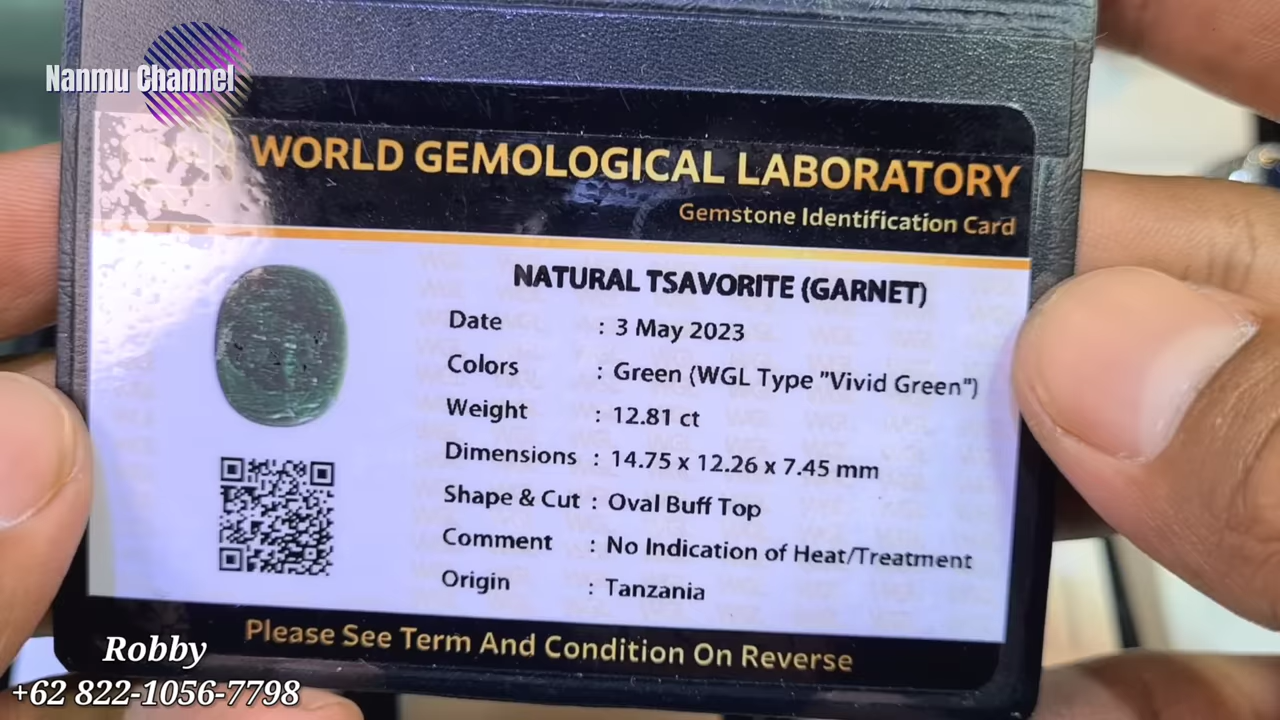 Nanmu Channel
WORLD GEMOLOGICAL LABORATORY
Gemstone Identification Card
NATURAL TSAVORITE (GARNET)
Date : 3 May 2023
Colors : Green (WGL Type "Vivid Green")
Weight : 12.81 ct
Dimensions : 14.75 x 12.26 x 7.45 mm
Shape & Cut : Oval Buff Top
Comment : No Indication of Heat/Treatment
Origin : Tanzania
Please See Term And Condition On Reverse
Robby
+62 822-1056-7798